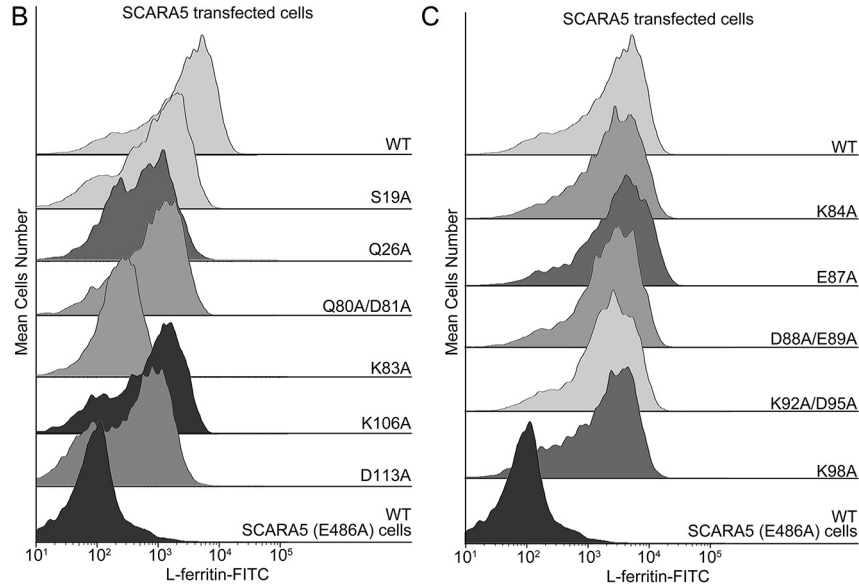 B
SCARA5 transfected cells
Mean Cells Number
WT
S19A
Q26A
Q80A/D81A
K83A
K106A
D113A
WT
SCARA5 (E486A) cells
10¹ 10² 10³ 10⁴ 10⁵
L-ferritin-FITC
C
SCARA5 transfected cells
Mean Cells Number
WT
K84A
E87A
D88A/E89A
K92A/D95A
K98A
WT
SCARA5 (E486A) cells
10¹ 10² 10³ 10⁴ 10⁵
L-ferritin-FITC